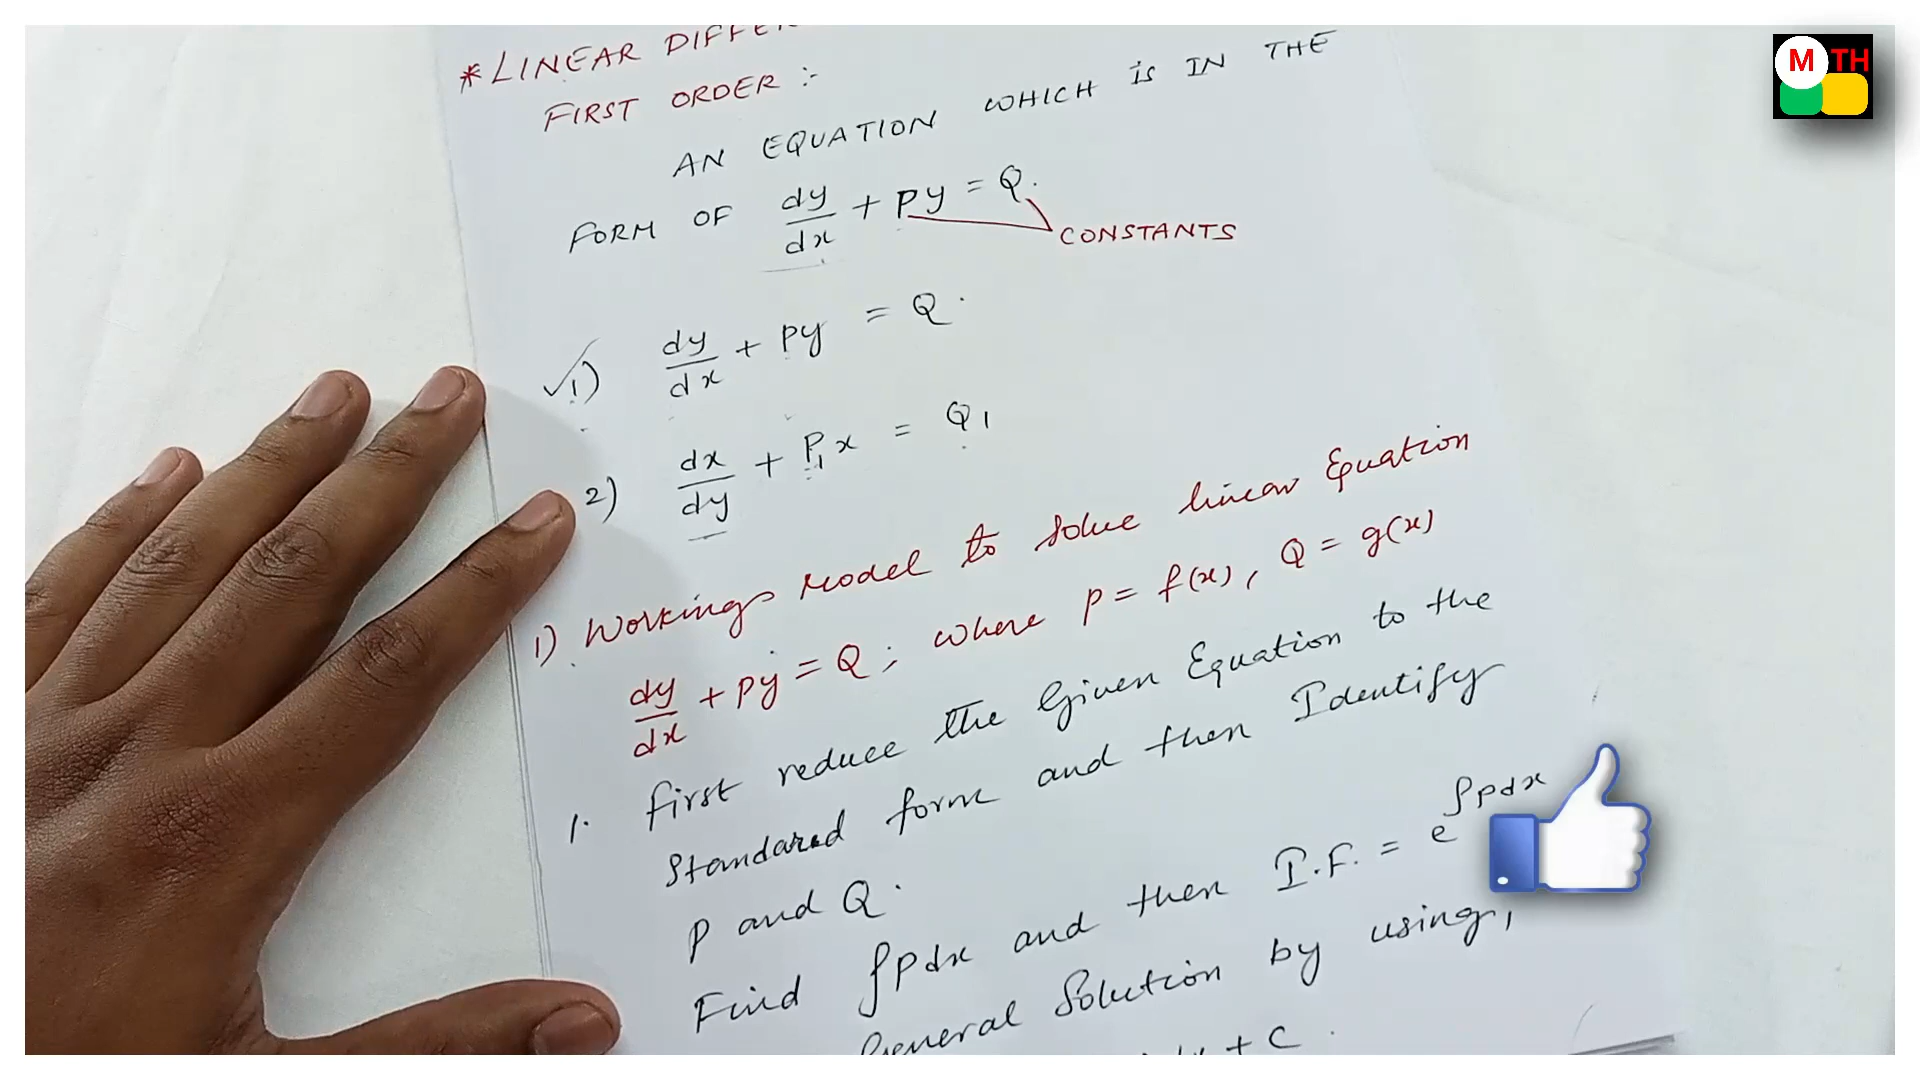 * LINEAR
FIRST ORDER :-
AN EQUATION WHICH is IN THE
FORM OF dy/dx + py = Q.
CONSTANTS
1) dy/dx + py = Q.
2) dx/dy + P₁x = Q₁
1) Workings model to solve linear Equation
dy/dx + py = Q ; where p = f(x), Q = g(x)
1. first reduce the Given Equation to the
Standard form and then Identify
p and Q.
Find ∫pdx and then I.F. = e^∫pdx
General Solution by using,
+ C.
M TH